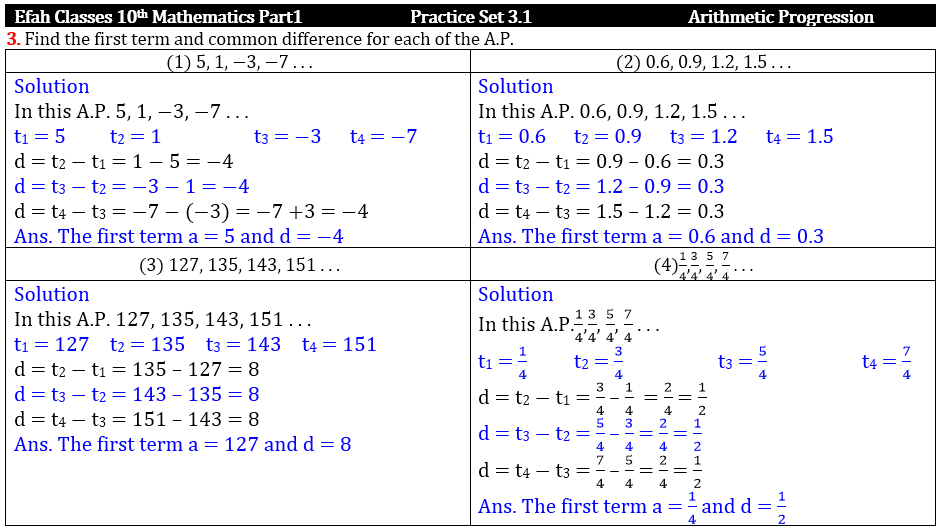 Efah Classes 10th Mathematics Part1 Practice Set 3.1 Arithmetic Progression
3. Find the first term and common difference for each of the A.P.
(1) 5, 1, −3, −7 . . .
Solution
In this A.P. 5, 1, −3, −7 . . .
t1 = 5 t2 = 1 t3 = −3 t4 = −7
d = t2 − t1 = 1 − 5 = −4
d = t3 − t2 = −3 − 1 = −4
d = t4 − t3 = −7 − (−3) = −7 +3 = −4
Ans. The first term a = 5 and d = −4
(2) 0.6, 0.9, 1.2, 1.5 . . .
Solution
In this A.P. 0.6, 0.9, 1.2, 1.5 . . .
t1 = 0.6 t2 = 0.9 t3 = 1.2 t4 = 1.5
d = t2 − t1 = 0.9 – 0.6 = 0.3
d = t3 − t2 = 1.2 – 0.9 = 0.3
d = t4 − t3 = 1.5 – 1.2 = 0.3
Ans. The first term a = 0.6 and d = 0.3
(3) 127, 135, 143, 151 . . .
Solution
In this A.P. 127, 135, 143, 151 . . .
t1 = 127 t2 = 135 t3 = 143 t4 = 151
d = t2 − t1 = 135 – 127 = 8
d = t3 − t2 = 143 – 135 = 8
d = t4 − t3 = 151 – 143 = 8
Ans. The first term a = 127 and d = 8
(4) 1/4, 3/4, 5/4, 7/4 . . .
Solution
In this A.P. 1/4, 3/4, 5/4, 7/4 . . .
t1 = 1/4 t2 = 3/4 t3 = 5/4 t4 = 7/4
d = t2 − t1 = 3/4 − 1/4 = 2/4 = 1/2
d = t3 − t2 = 5/4 − 3/4 = 2/4 = 1/2
d = t4 − t3 = 7/4 − 5/4 = 2/4 = 1/2
Ans. The first term a = 1/4 and d = 1/2